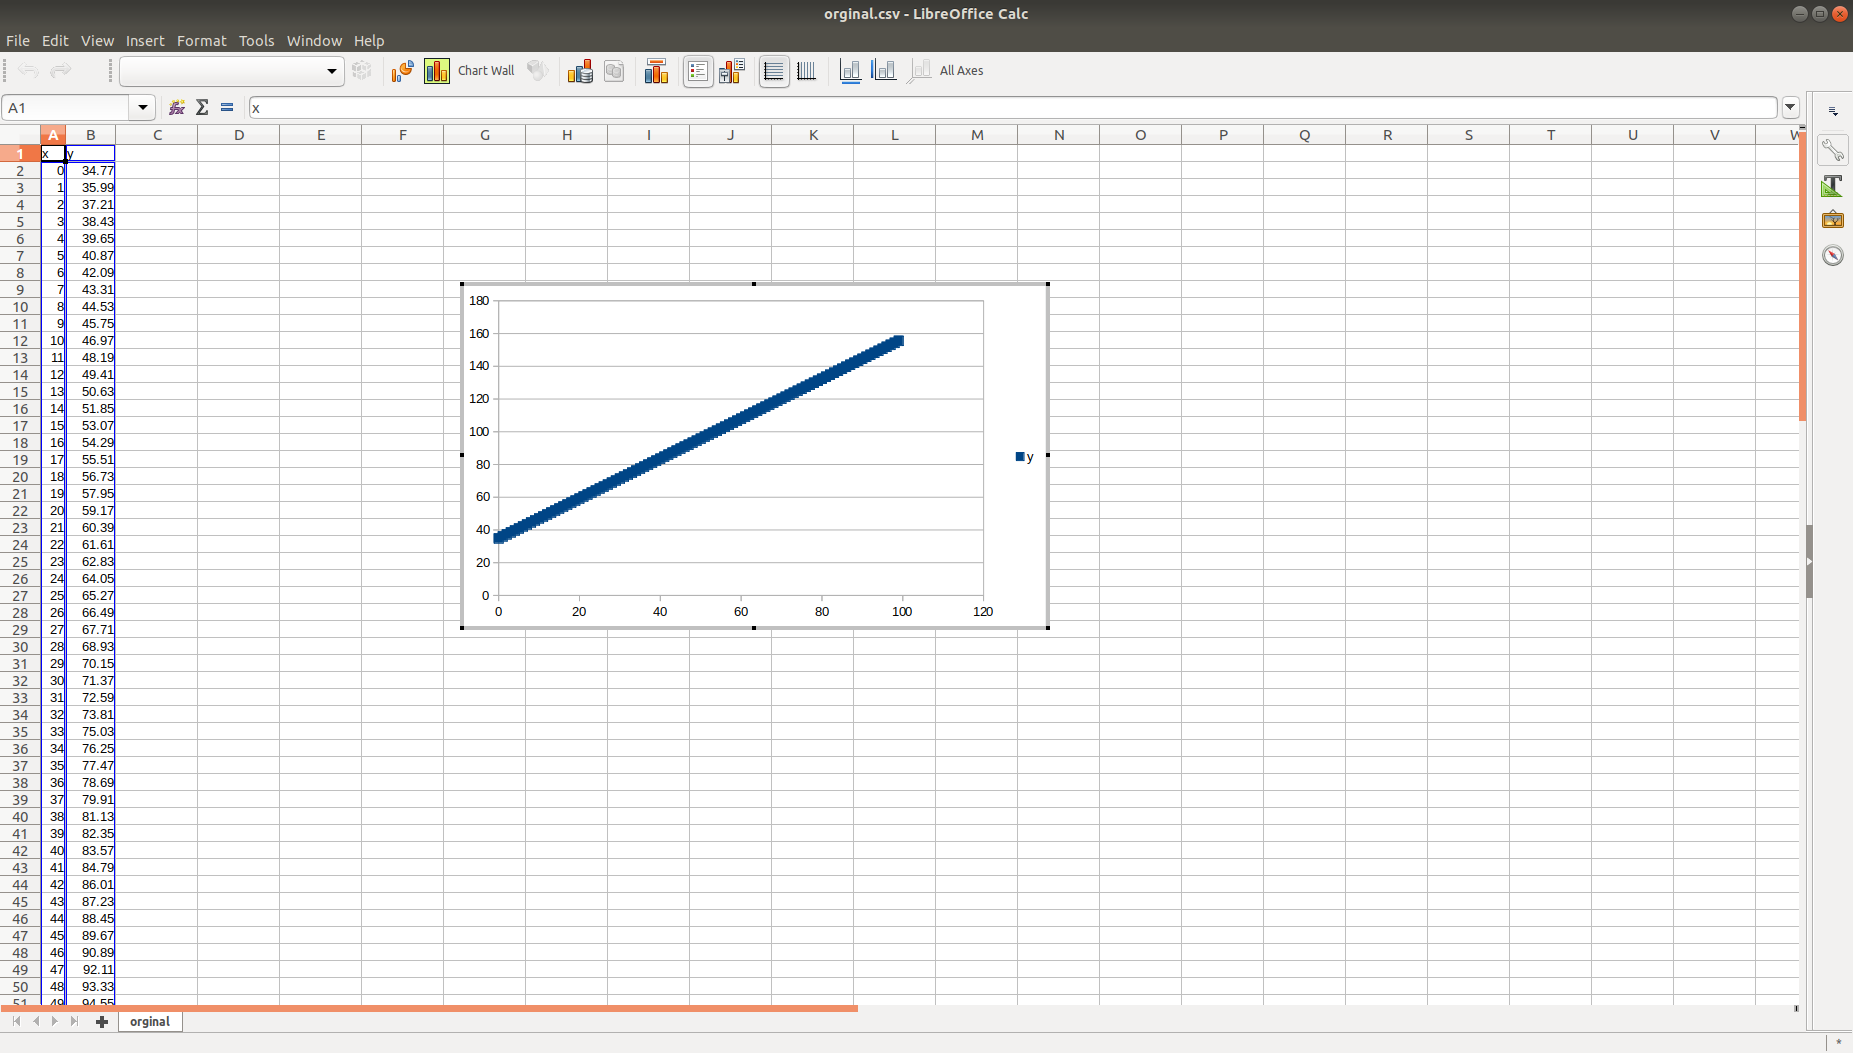 orginal.csv - LibreOffice Calc
File Edit View Insert Format Tools Window Help
Chart Wall All Axes
A1 x
A B C D E F G H I J K L M N O P Q R S T U V W
1 x y
2 0 34.77
3 1 35.99
4 2 37.21
5 3 38.43
6 4 39.65
7 5 40.87
8 6 42.09
9 7 43.31
10 8 44.53
11 9 45.75
12 10 46.97
13 11 48.19
14 12 49.41
15 13 50.63
16 14 51.85
17 15 53.07
18 16 54.29
19 17 55.51
20 18 56.73
21 19 57.95
22 20 59.17
23 21 60.39
24 22 61.61
25 23 62.83
26 24 64.05
27 25 65.27
28 26 66.49
29 27 67.71
30 28 68.93
31 29 70.15
32 30 71.37
33 31 72.59
34 32 73.81
35 33 75.03
36 34 76.25
37 35 77.47
38 36 78.69
39 37 79.91
40 38 81.13
41 39 82.35
42 40 83.57
43 41 84.79
44 42 86.01
45 43 87.23
46 44 88.45
47 45 89.67
48 46 90.89
49 47 92.11
50 48 93.33
51 49 94.55
180
160
140
120
100
80
60
40
20
0
0 20 40 60 80 100 120
y
orginal
*